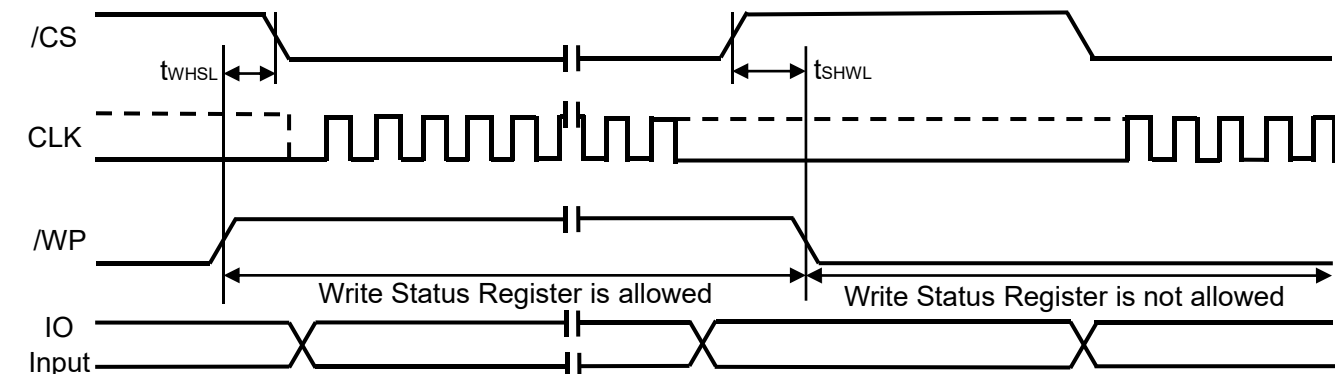 /CS
tWHSL
tSHWL
CLK
/WP
Write Status Register is allowed
Write Status Register is not allowed
IO
Input